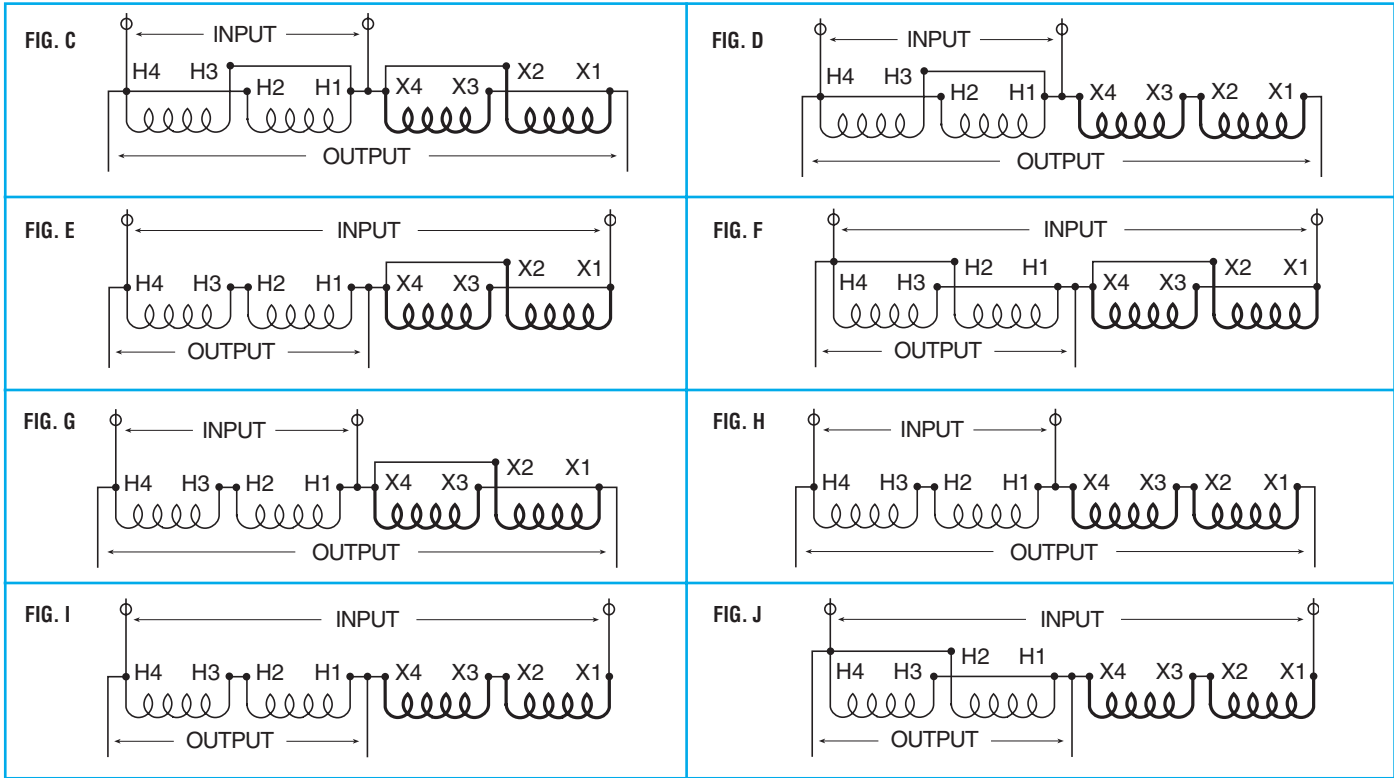 FIG. C
INPUT
H4 H3 H2 H1 X4 X3 X2 X1
OUTPUT
FIG. D
INPUT
H4 H3 H2 H1 X4 X3 X2 X1
OUTPUT
FIG. E
INPUT
H4 H3 H2 H1 X4 X3 X2 X1
OUTPUT
FIG. F
INPUT
H4 H3 H2 H1 X4 X3 X2 X1
OUTPUT
FIG. G
INPUT
H4 H3 H2 H1 X4 X3 X2 X1
OUTPUT
FIG. H
INPUT
H4 H3 H2 H1 X4 X3 X2 X1
OUTPUT
FIG. I
INPUT
H4 H3 H2 H1 X4 X3 X2 X1
OUTPUT
FIG. J
INPUT
H4 H3 H2 H1 X4 X3 X2 X1
OUTPUT